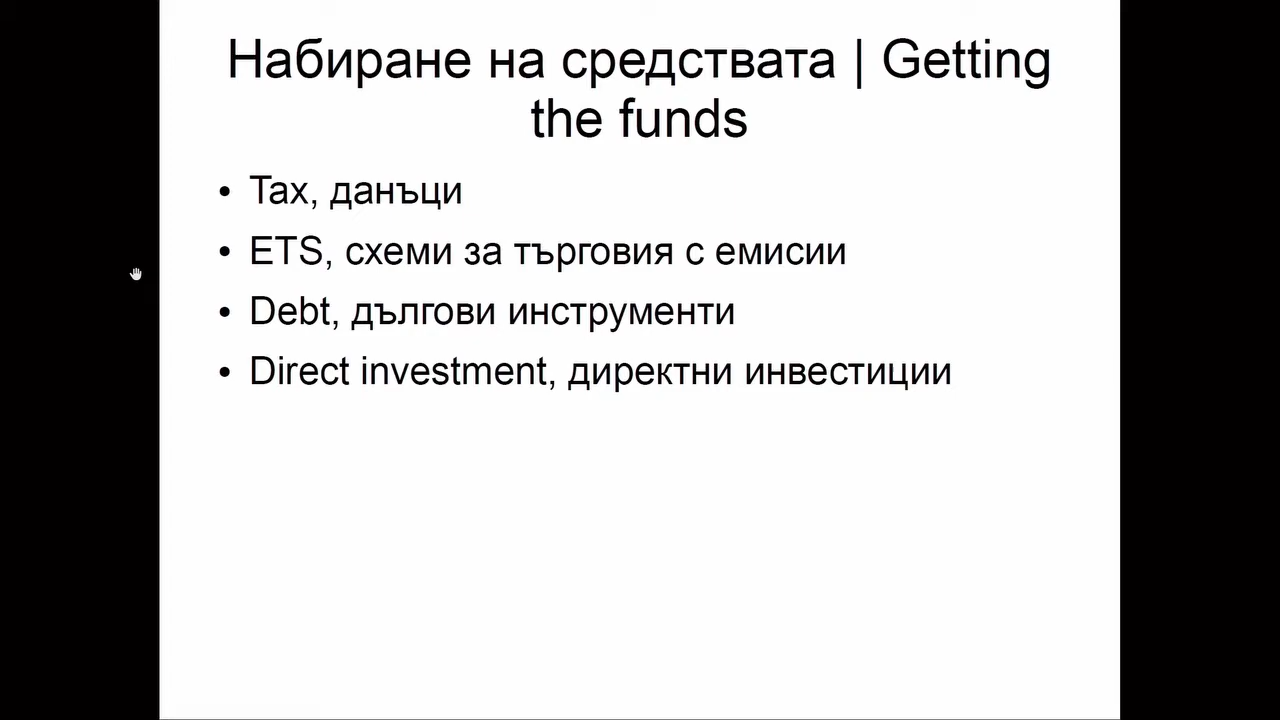 Набиране на средствата | Getting
the funds
• Tax, данъци
• ETS, схеми за търговия с емисии
• Debt, дългови инструменти
• Direct investment, директни инвестиции